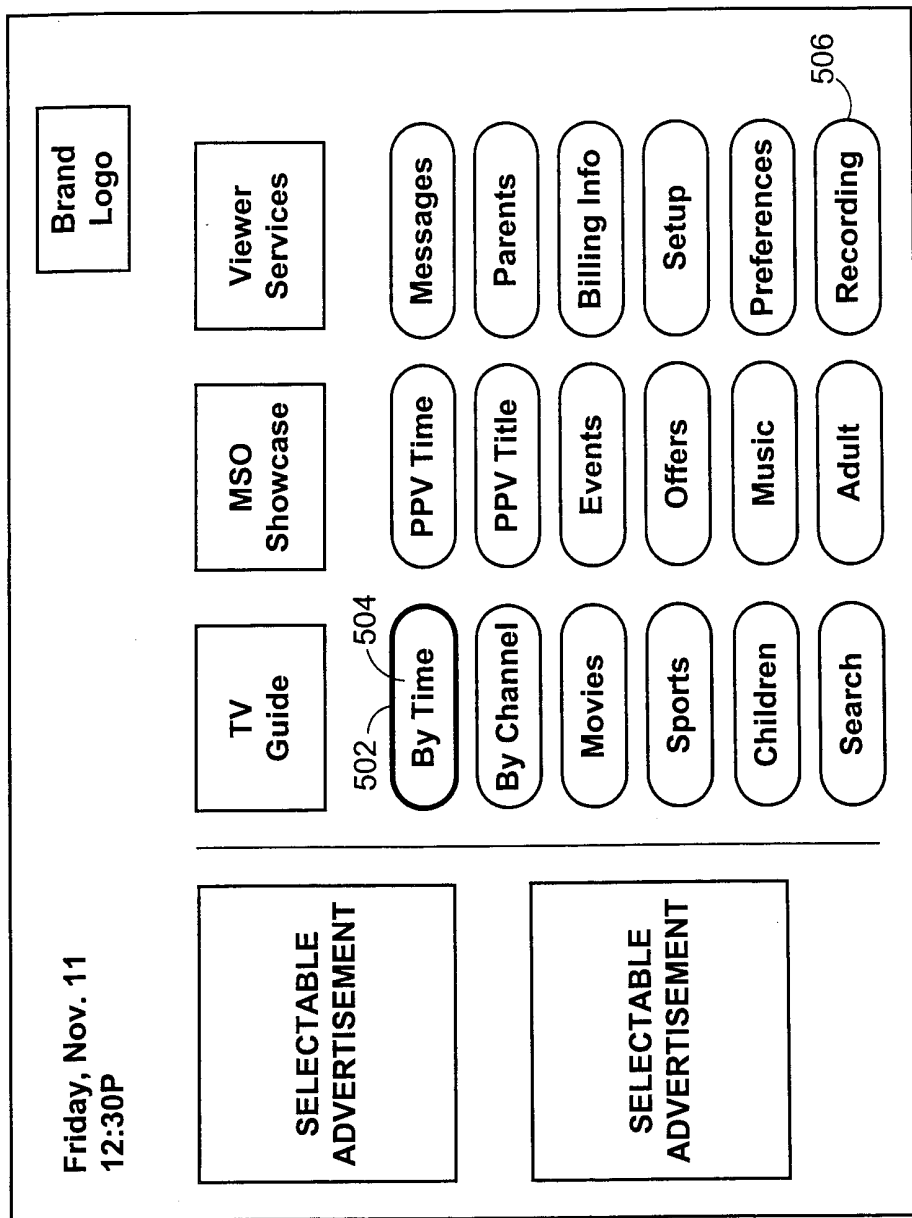 Friday, Nov. 11
12:30P
Brand
Logo
SELECTABLE
ADVERTISEMENT
SELECTABLE
ADVERTISEMENT
TV
Guide
502
504
By Time
By Channel
Movies
Sports
Children
Search
MSO
Showcase
PPV Time
PPV Title
Events
Offers
Music
Adult
Viewer
Services
Messages
Parents
Billing Info
Setup
Preferences
Recording
506